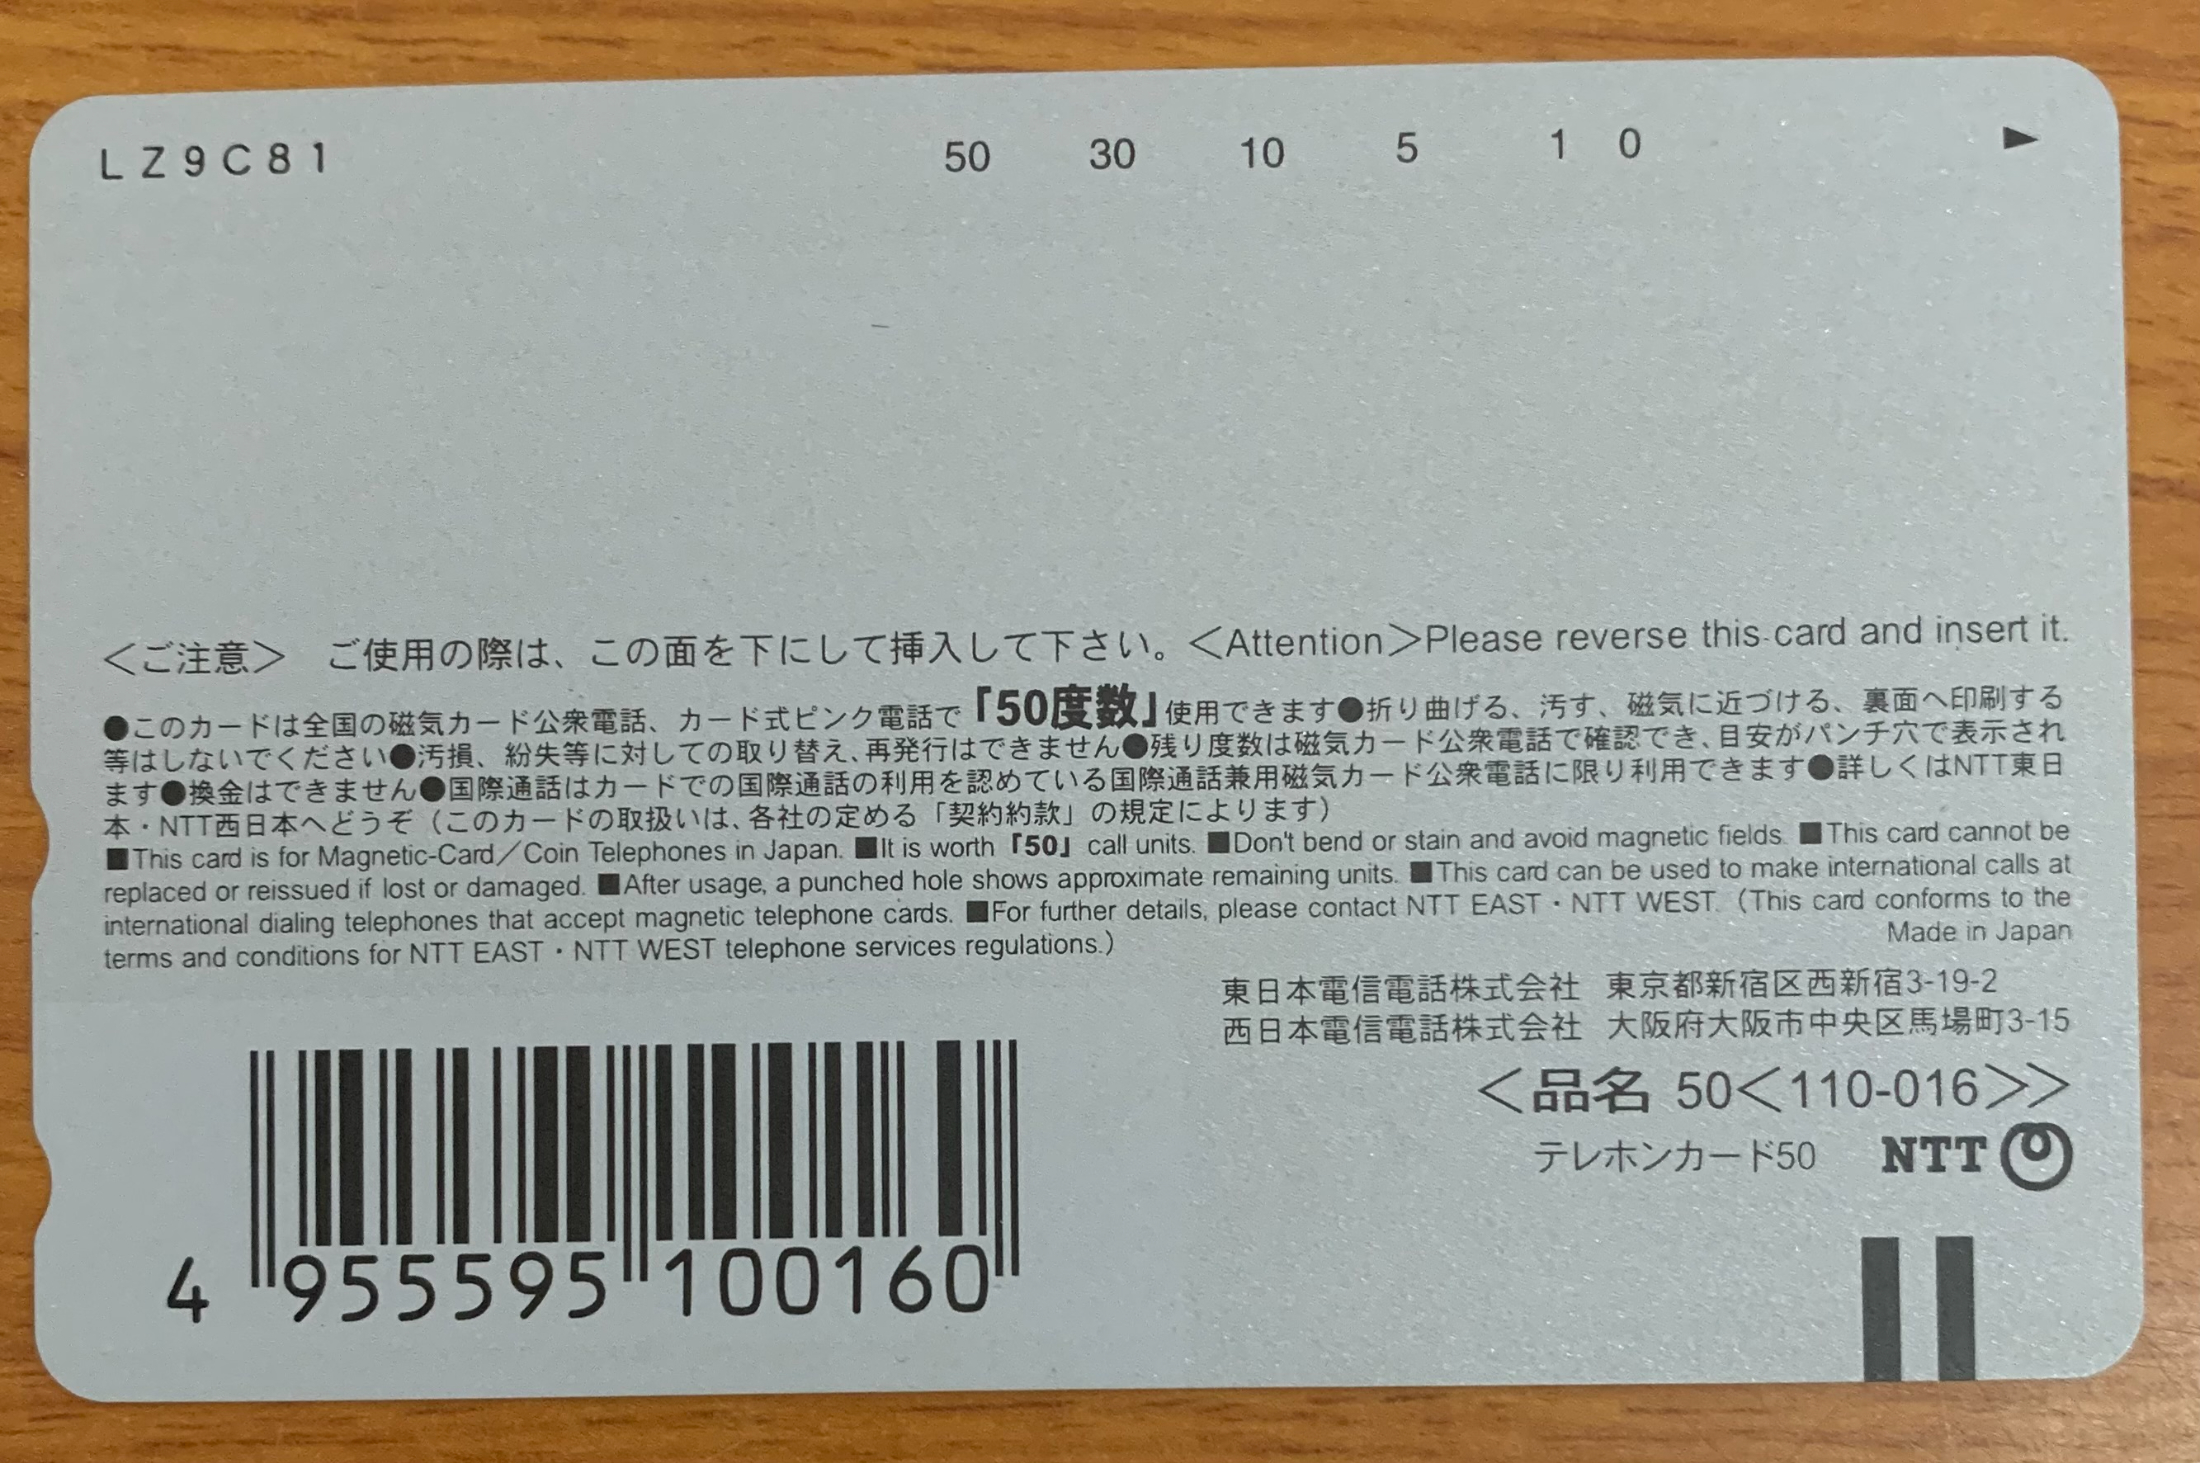 LZ9C81 50 30 10 5 1 0 ▶
＜ご注意＞ ご使用の際は、この面を下にして挿入して下さい。＜Attention＞Please reverse this card and insert it.
●このカードは全国の磁気カード公衆電話、カード式ピンク電話で「50度数」使用できます●折り曲げる、汚す、磁気に近づける、裏面へ印刷する
等はしないでください●汚損、紛失等に対しての取り替え、再発行はできません●残り度数は磁気カード公衆電話で確認でき、目安がパンチ穴で表示され
ます●換金はできません●国際通話はカードでの国際通話の利用を認めている国際通話兼用磁気カード公衆電話に限り利用できます●詳しくはNTT東日
本・NTT西日本へどうぞ（このカードの取扱いは、各社の定める「契約約款」の規定によります）
■This card is for Magnetic-Card／Coin Telephones in Japan. ■It is worth「50」call units. ■Don't bend or stain and avoid magnetic fields. ■This card cannot be
replaced or reissued if lost or damaged. ■After usage, a punched hole shows approximate remaining units. ■This card can be used to make international calls at
international dialing telephones that accept magnetic telephone cards. ■For further details, please contact NTT EAST・NTT WEST.（This card conforms to the
terms and conditions for NTT EAST・NTT WEST telephone services regulations.）
Made in Japan
東日本電信電話株式会社 東京都新宿区西新宿3-19-2
西日本電信電話株式会社 大阪府大阪市中央区馬場町3-15
＜品名 50＜110-016＞＞
テレホンカード50 NTT
4 955595 100160